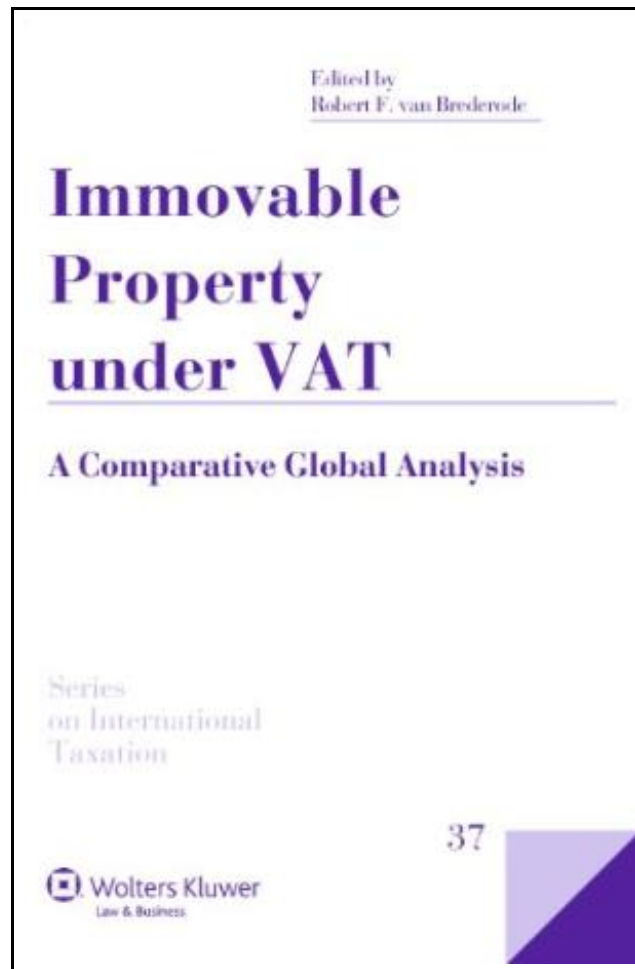 Edited by
Robert F. van Brederode
Immovable
Property
under VAT
A Comparative Global Analysis
Series
on International
Taxation
37
Wolters Kluwer
Law & Business